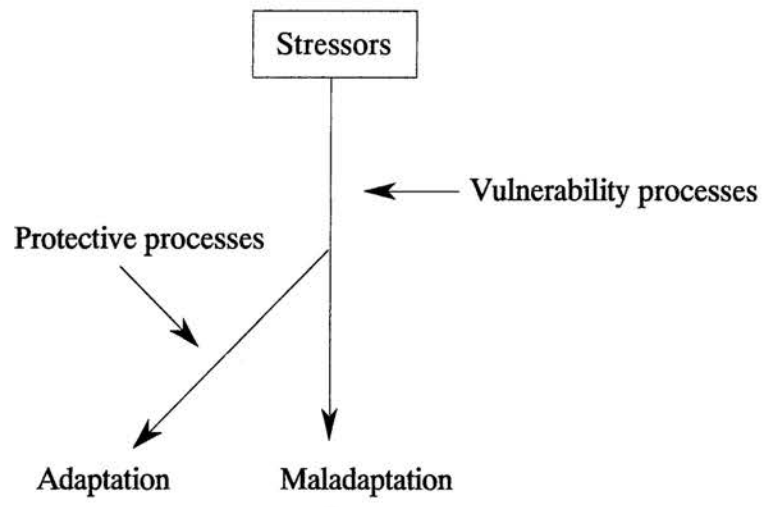 Stressors
Vulnerability processes
Protective processes
Adaptation
Maladaptation